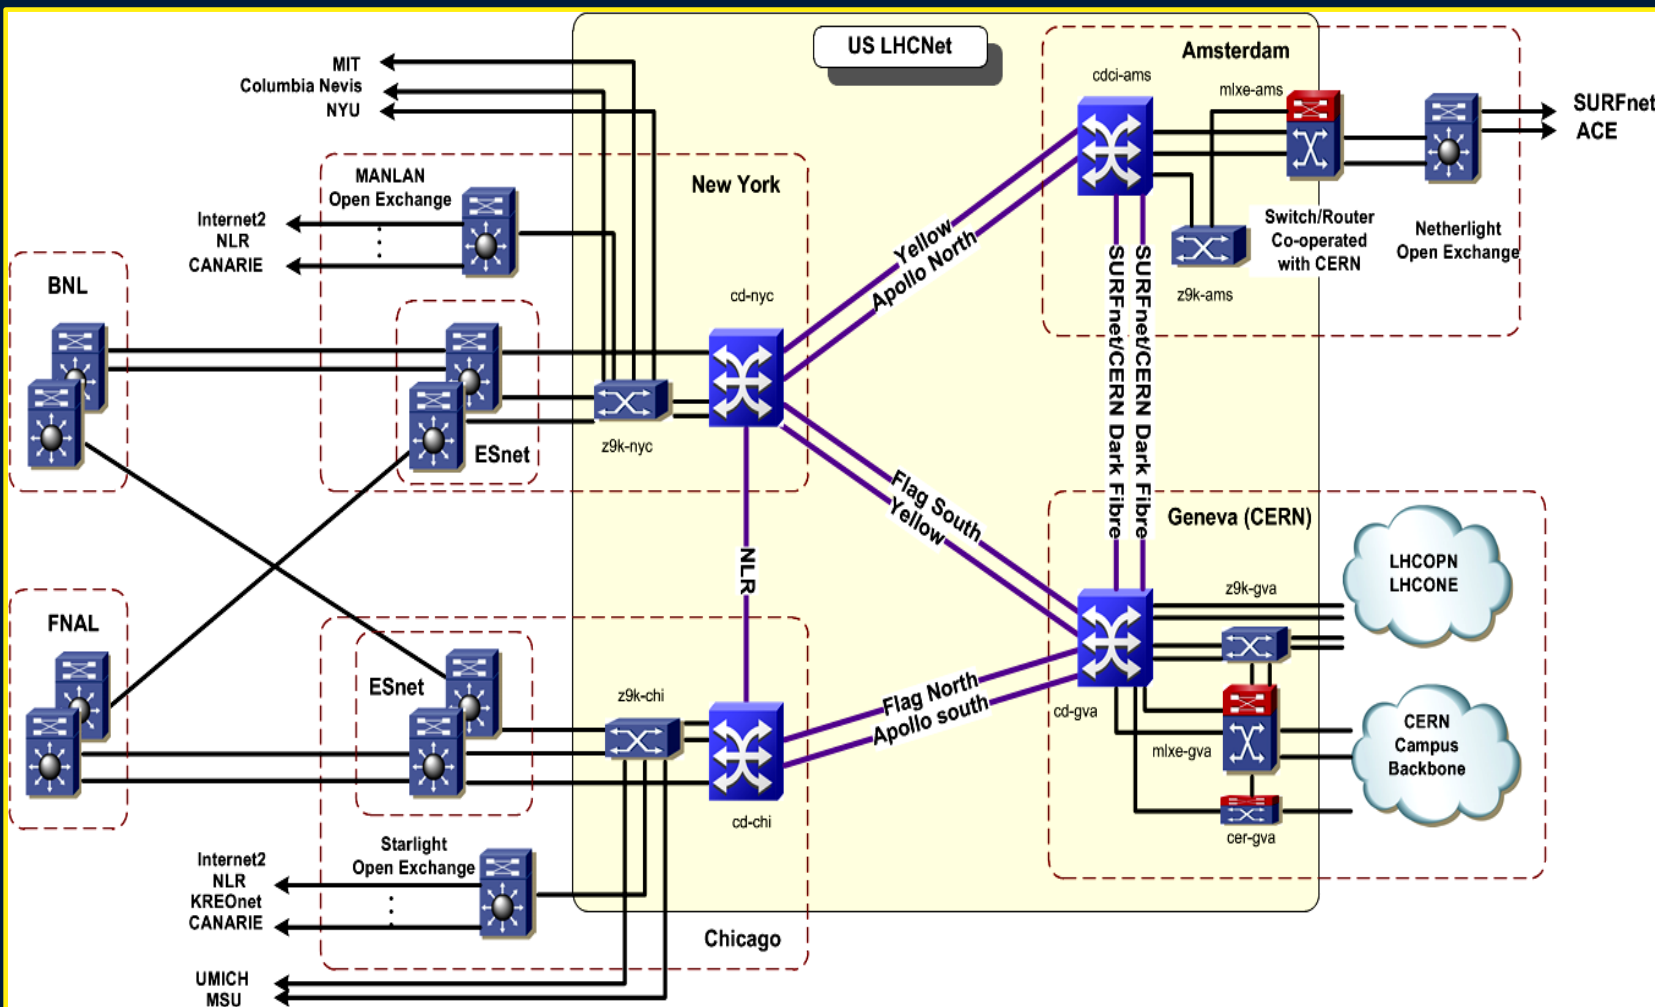 US LHCNet
MIT
Columbia Nevis
NYU
MANLAN
Open Exchange
New York
Internet2
NLR
CANARIE
BNL
ESnet
cd-nyc
z9k-nyc
Amsterdam
cdci-ams
mlxe-ams
SURFnet
ACE
Switch/Router
Co-operated
with CERN
Netherlight
Open Exchange
z9k-ams
Yellow
Apollo North
SURFnet/CERN Dark Fibre
SURFnet/CERN Dark Fibre
Flag South
Yellow
NLR
Geneva (CERN)
LHCOPN
LHCONE
z9k-gva
FNAL
ESnet
z9k-chi
Flag North
Apollo south
cd-gva
mlxe-gva
CERN
Campus
Backbone
cer-gva
cd-chi
Starlight
Open Exchange
Internet2
NLR
KREOnet
CANARIE
Chicago
UMICH
MSU